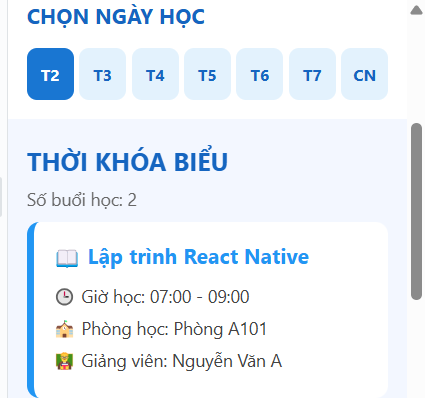 CHỌN NGÀY HỌC
T2 T3 T4 T5 T6 T7 CN
THỜI KHÓA BIỂU
Số buổi học: 2
Lập trình React Native
Giờ học: 07:00 - 09:00
Phòng học: Phòng A101
Giảng viên: Nguyễn Văn A